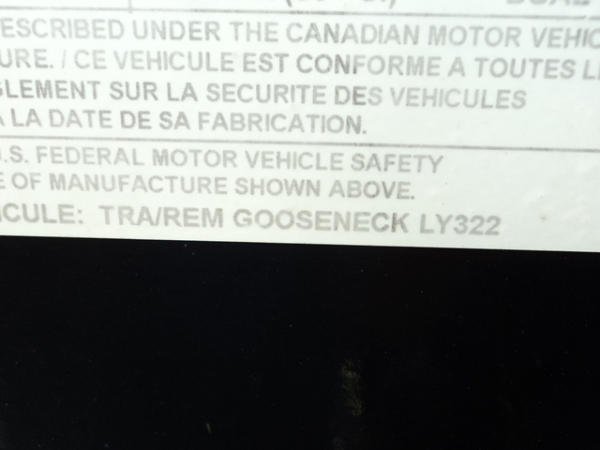 ESCRIBED UNDER THE CANADIAN MOTOR VEHIC
URE. / CE VEHICULE EST CONFORME A TOUTES L
GLEMENT SUR LA SECURITE DES VEHICULES
A LA DATE DE SA FABRICATION.
U.S. FEDERAL MOTOR VEHICLE SAFETY
E OF MANUFACTURE SHOWN ABOVE.
ICULE: TRA/REM GOOSENECK LY322